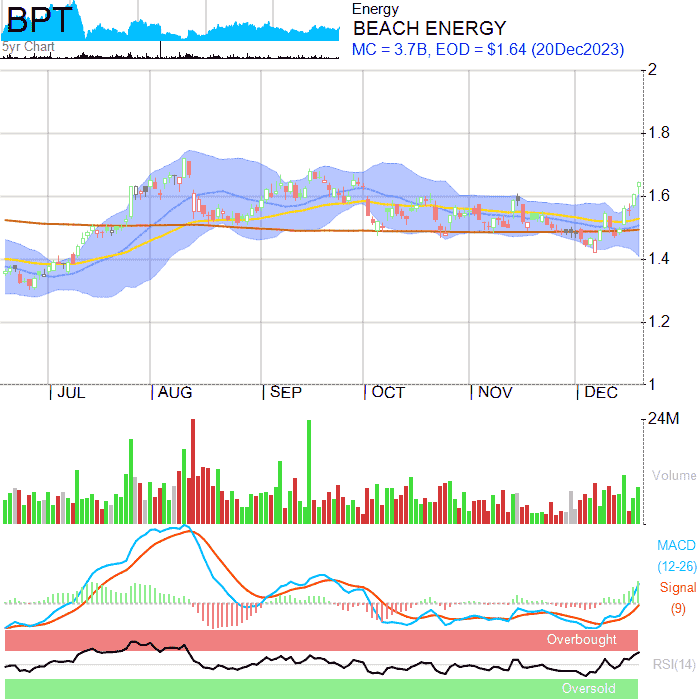 BPT
5yr Chart
Energy
BEACH ENERGY
MC = 3.7B, EOD = $1.64 (20Dec2023)
2
1.8
1.6
1.4
1.2
1
JUL
AUG
SEP
OCT
NOV
DEC
24M
Volume
MACD
(12-26)
Signal
(9)
Overbought
RSI(14)
Oversold